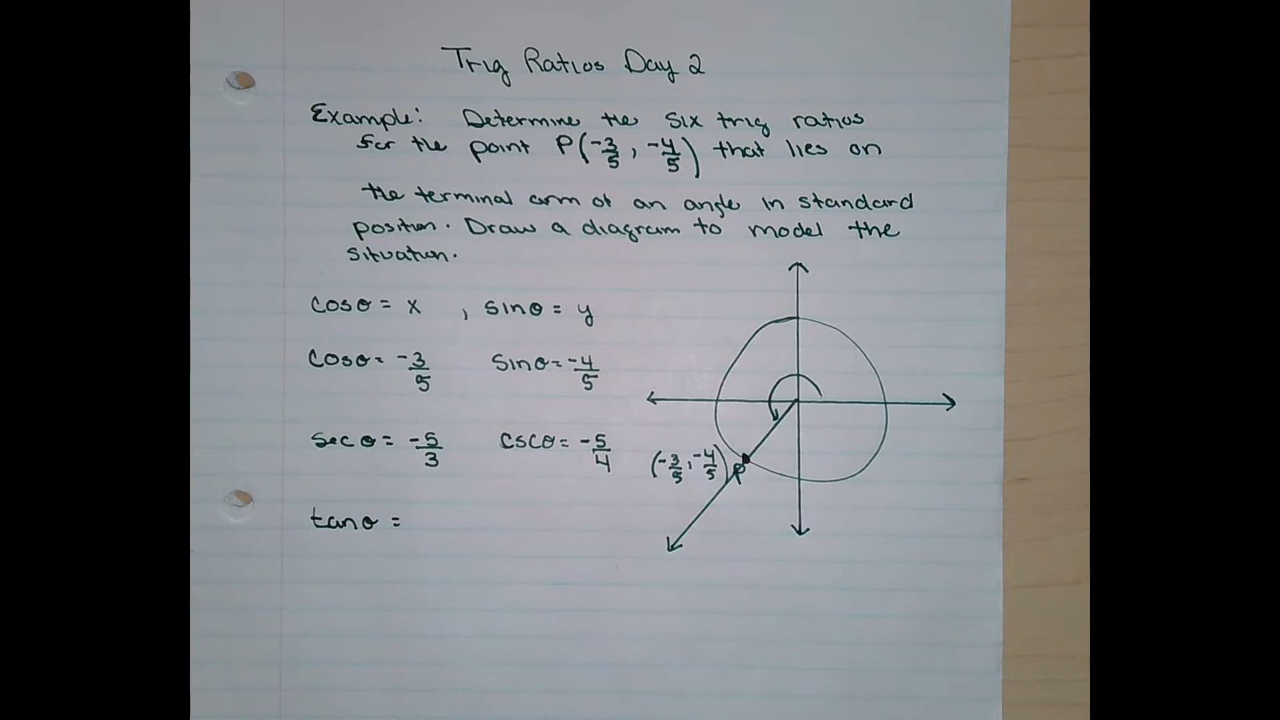 Trig Ratios Day 2
Example: Determine the six trig ratios
for the point P(-3/5, -4/5) that lies on
the terminal arm of an angle in standard
position. Draw a diagram to model the
situation.
cosθ = x , sinθ = y
cosθ = -3/5 sinθ = -4/5
secθ = -5/3 cscθ = -5/4
(-3/5, -4/5) P
tanθ =